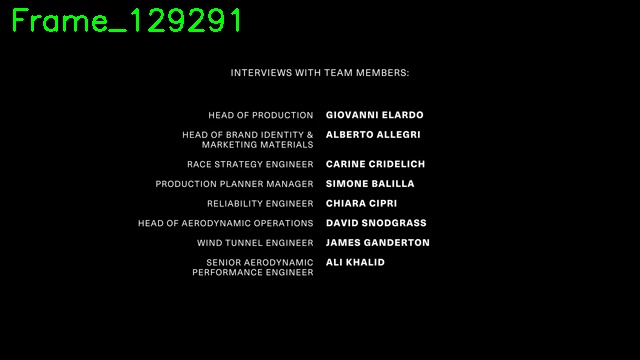 Frame_129291
INTERVIEWS WITH TEAM MEMBERS:
HEAD OF PRODUCTION GIOVANNI ELARDO
HEAD OF BRAND IDENTITY & ALBERTO ALLEGRI
MARKETING MATERIALS
RACE STRATEGY ENGINEER CARINE CRIDELICH
PRODUCTION PLANNER MANAGER SIMONE BALILLA
RELIABILITY ENGINEER CHIARA CIPRI
HEAD OF AERODYNAMIC OPERATIONS DAVID SNODGRASS
WIND TUNNEL ENGINEER JAMES GANDERTON
SENIOR AERODYNAMIC ALI KHALID
PERFORMANCE ENGINEER